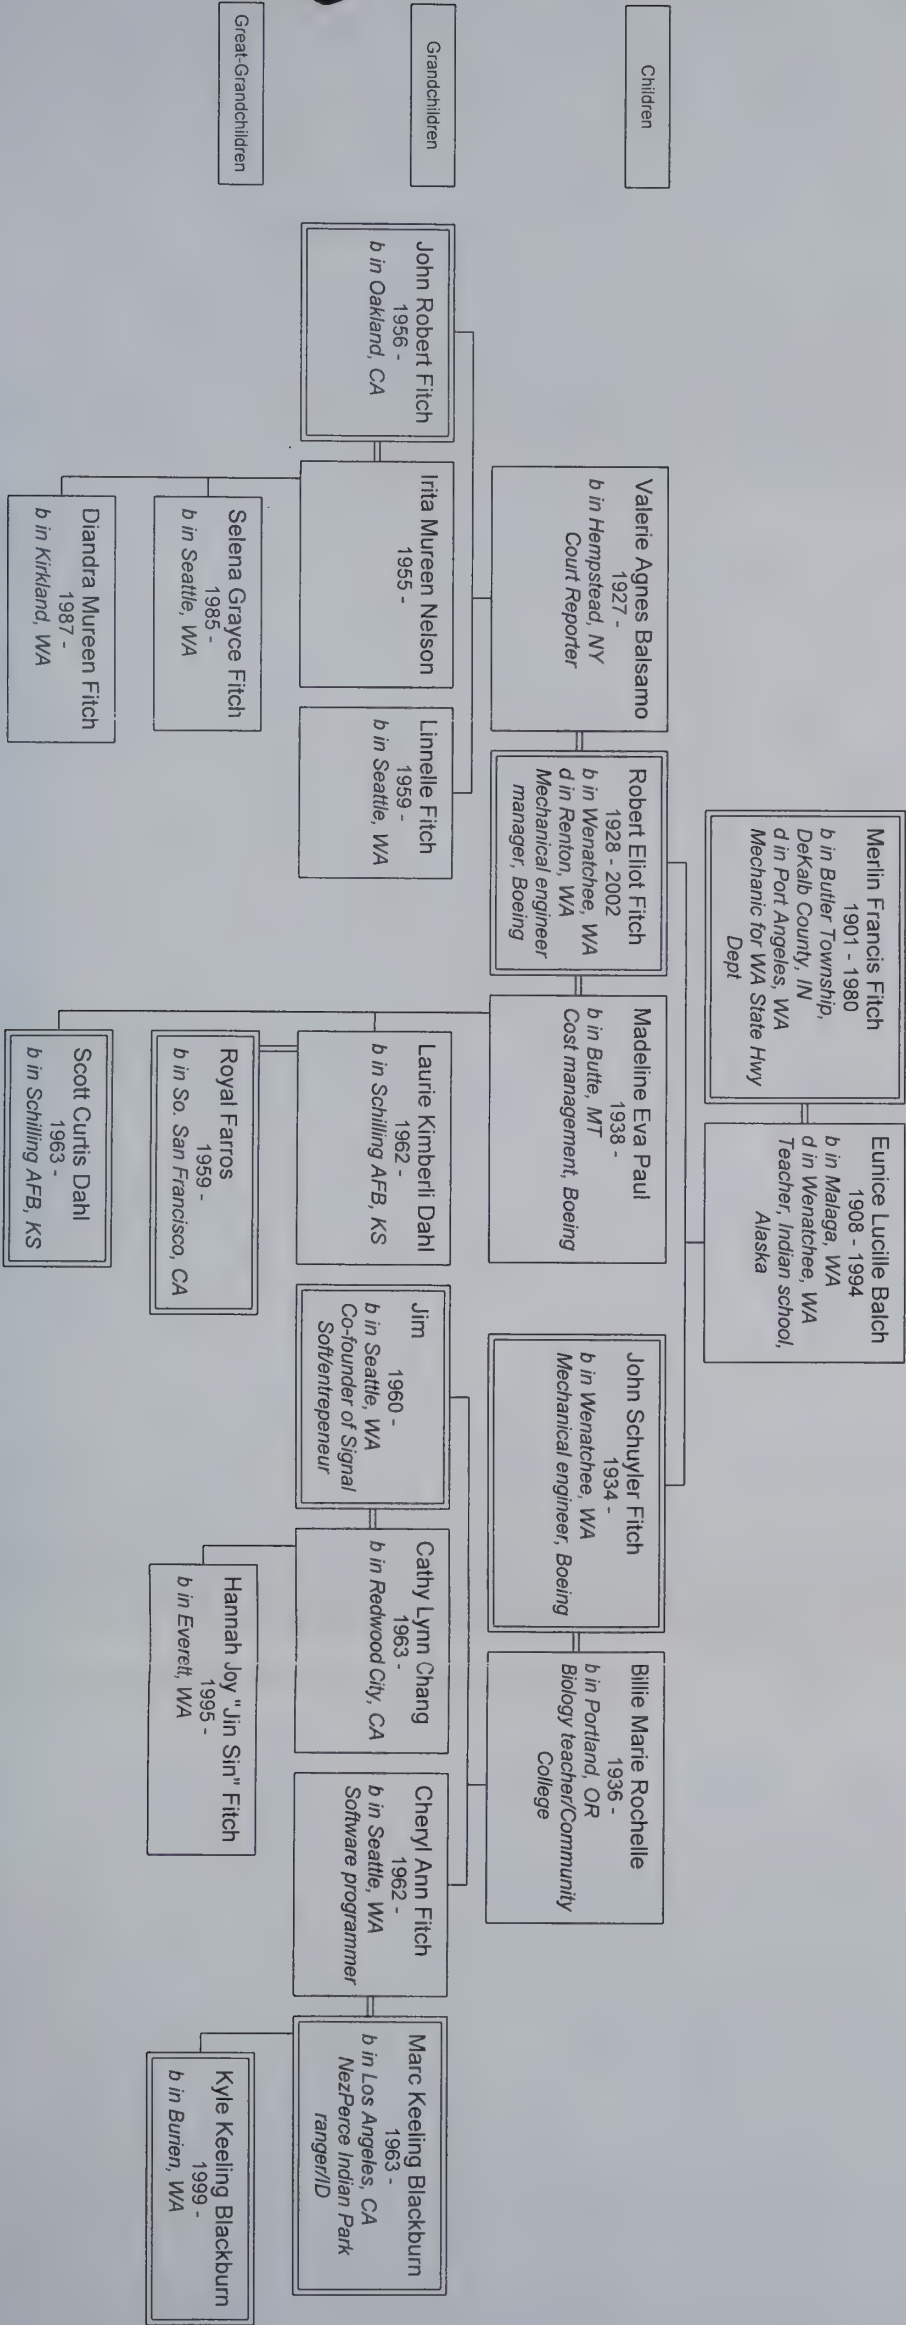 Merlin Francis Fitch
1901 - 1980
b in Butler Township,
DeKalb County, IN
d in Port Angeles, WA
Mechanic for WA State Hwy
Dept
Eunice Lucille Balch
1908 - 1994
b in Malaga, WA
d in Wenatchee, WA
Teacher, Indian school,
Alaska
Children
Valerie Agnes Balsamo
1927 -
b in Hempstead, NY
Court Reporter
Robert Eliot Fitch
1928 - 2002
b in Wenatchee, WA
d in Renton, WA
Mechanical engineer
manager, Boeing
Madeline Eva Paul
1938 -
b in Butte, MT
Cost management, Boeing
John Schuyler Fitch
1934 -
b in Wenatchee, WA
Mechanical engineer, Boeing
Billie Marie Rochelle
1936 -
b in Portland, OR
Biology teacher/Community
College
Grandchildren
John Robert Fitch
1956 -
b in Oakland, CA
Irita Mureen Nelson
1955 -
Linnelle Fitch
1959 -
b in Seattle, WA
Laurie Kimberli Dahl
1962 -
b in Schilling AFB, KS
Jim
1960 -
b in Seattle, WA
Co-founder of Signal
Soft/entrepeneur
Cathy Lynn Chang
1963 -
b in Redwood City, CA
Cheryl Ann Fitch
1962 -
b in Seattle, WA
Software programmer
Marc Keeling Blackburn
1963 -
b in Los Angeles, CA
NezPerce Indian Park
ranger/ID
Great-Grandchildren
Selena Grayce Fitch
1985 -
b in Seattle, WA
Royal Farros
1959 -
b in So. San Francisco, CA
Hannah Joy "Jin Sin" Fitch
1995 -
b in Everett, WA
Kyle Keeling Blackburn
1999 -
b in Burien, WA
Diandra Mureen Fitch
1987 -
b in Kirkland, WA
Scott Curtis Dahl
1963 -
b in Schilling AFB, KS